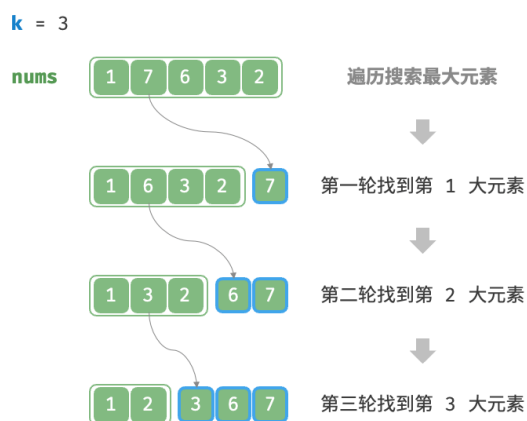 k = 3
nums 1 7 6 3 2 遍历搜索最大元素
1 6 3 2 7 第一轮找到第 1 大元素
1 3 2 6 7 第二轮找到第 2 大元素
1 2 3 6 7 第三轮找到第 3 大元素